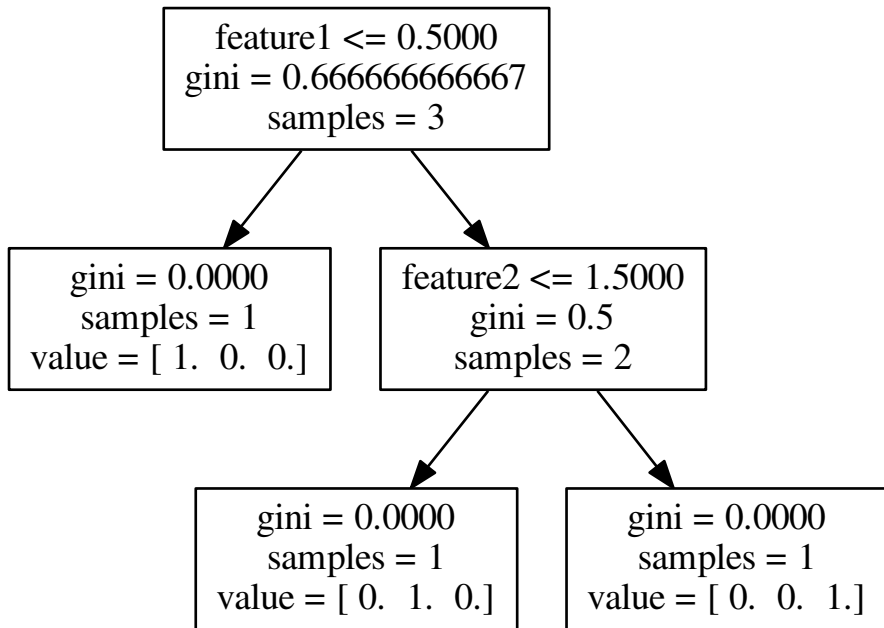 feature1 <= 0.5000
gini = 0.666666666667
samples = 3
gini = 0.0000
samples = 1
value = [ 1.  0.  0.]
feature2 <= 1.5000
gini = 0.5
samples = 2
gini = 0.0000
samples = 1
value = [ 0.  1.  0.]
gini = 0.0000
samples = 1
value = [ 0.  0.  1.]